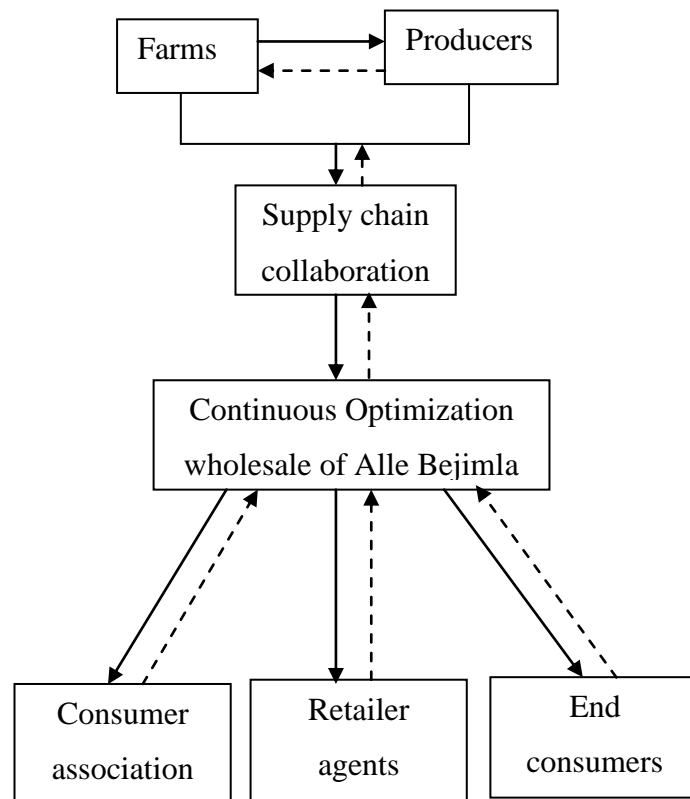 Farms
Producers
Supply chain
collaboration
Continuous Optimization
wholesale of Alle Bejimla
Consumer
association
Retailer
agents
End
consumers